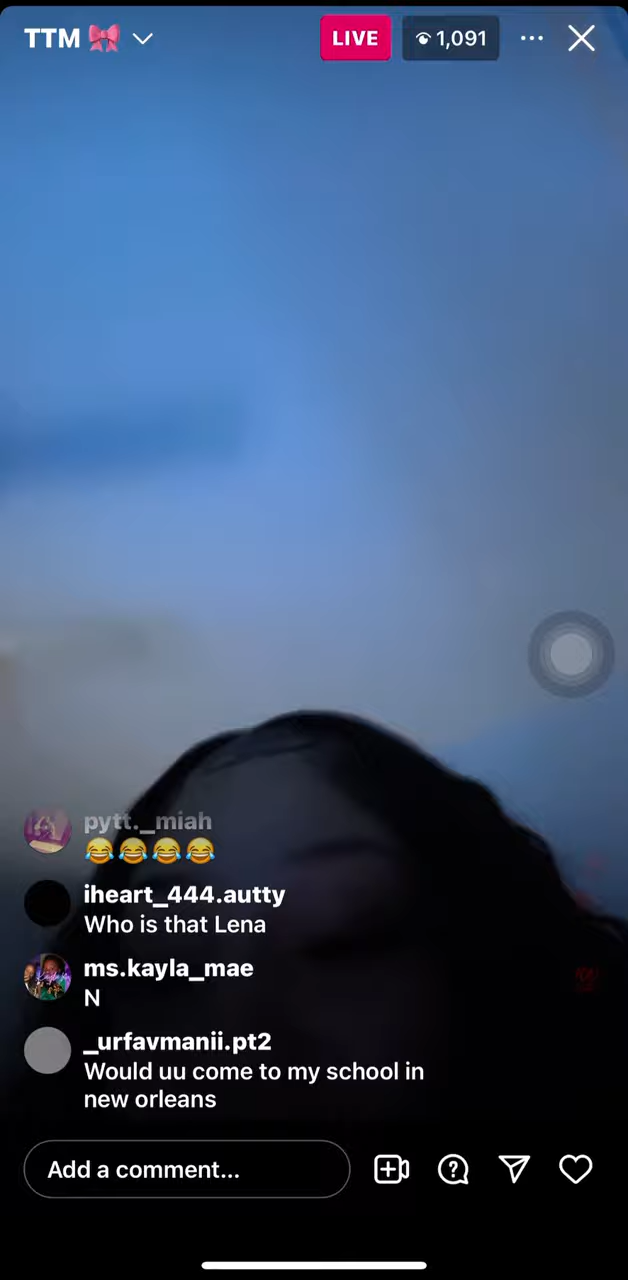 TTM 🎀
LIVE
1,091
pytt._miah
😂😂😂😂
iheart_444.autty
Who is that Lena
ms.kayla_mae
N
_urfavmanii.pt2
Would uu come to my school in
new orleans
Add a comment...